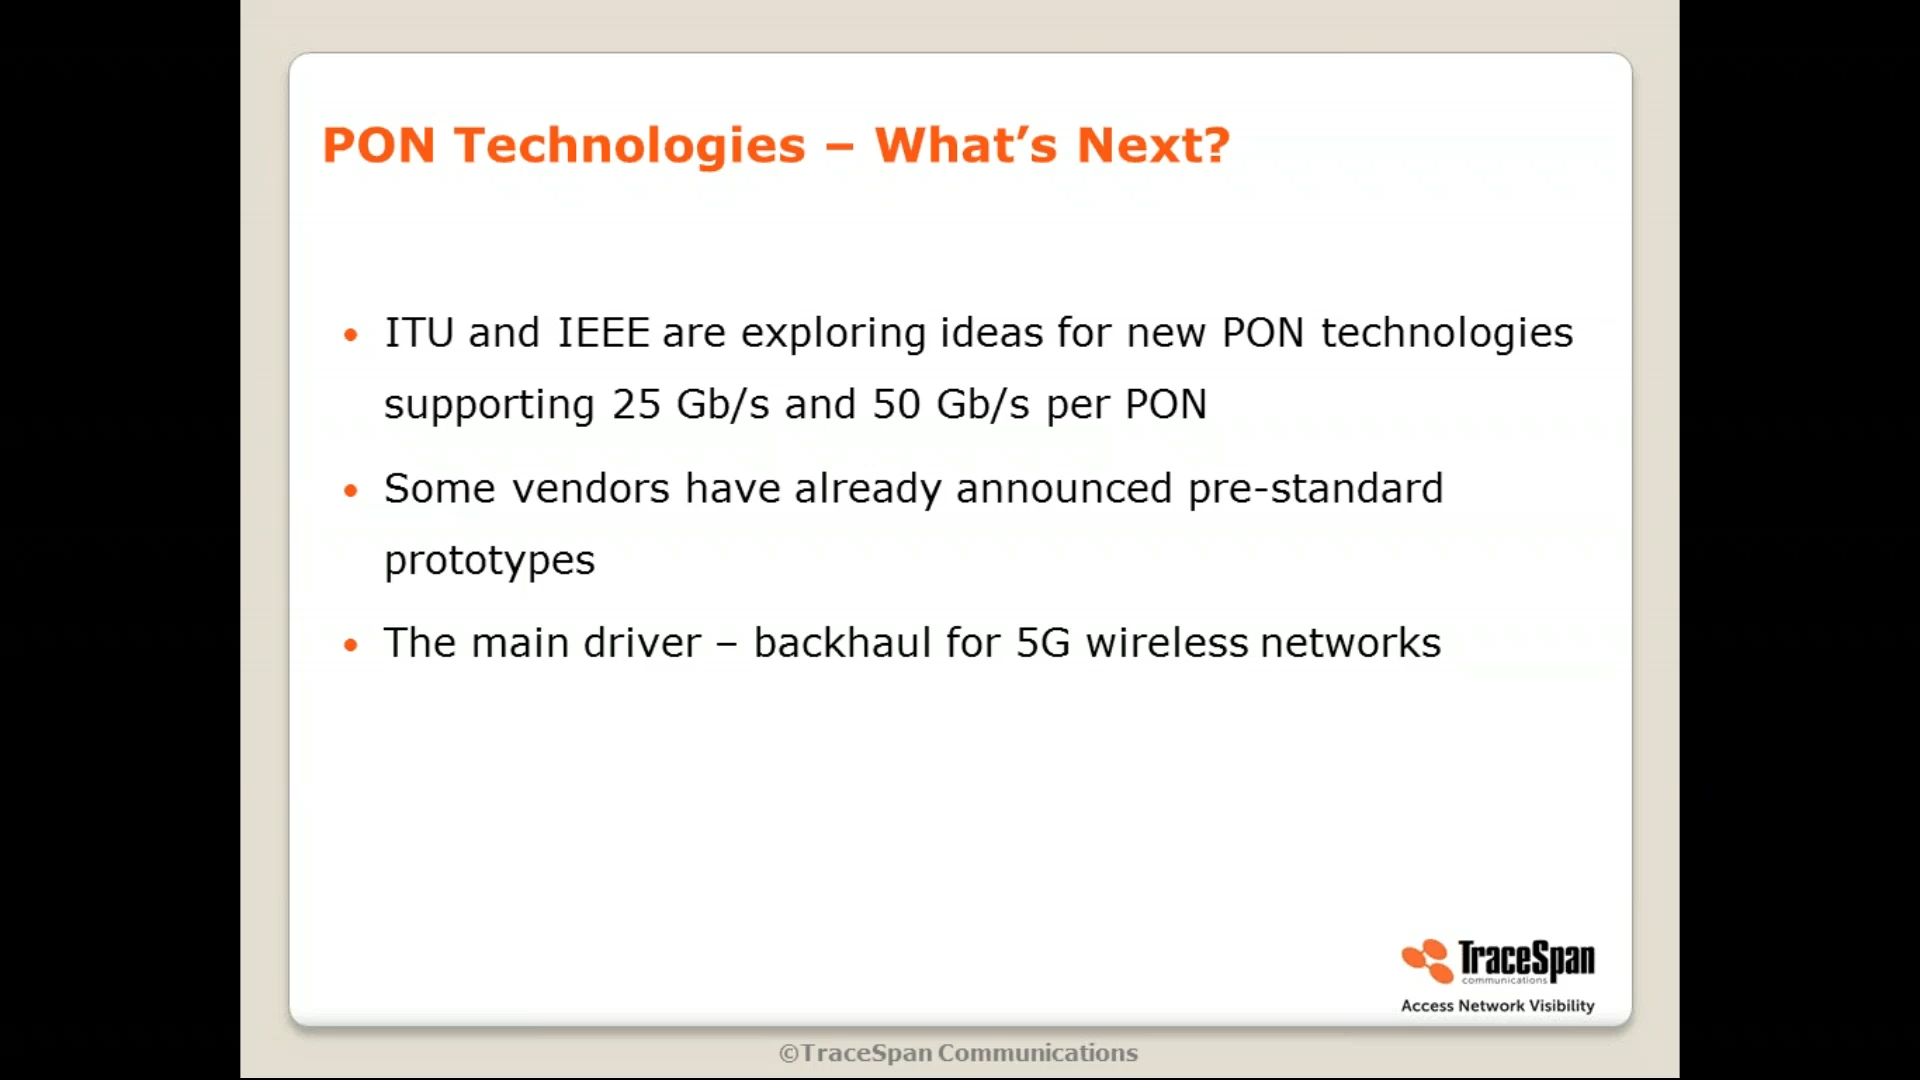 PON Technologies – What’s Next?
• ITU and IEEE are exploring ideas for new PON technologies
supporting 25 Gb/s and 50 Gb/s per PON
• Some vendors have already announced pre-standard
prototypes
• The main driver – backhaul for 5G wireless networks
TraceSpan
communications
Access Network Visibility
©TraceSpan Communications